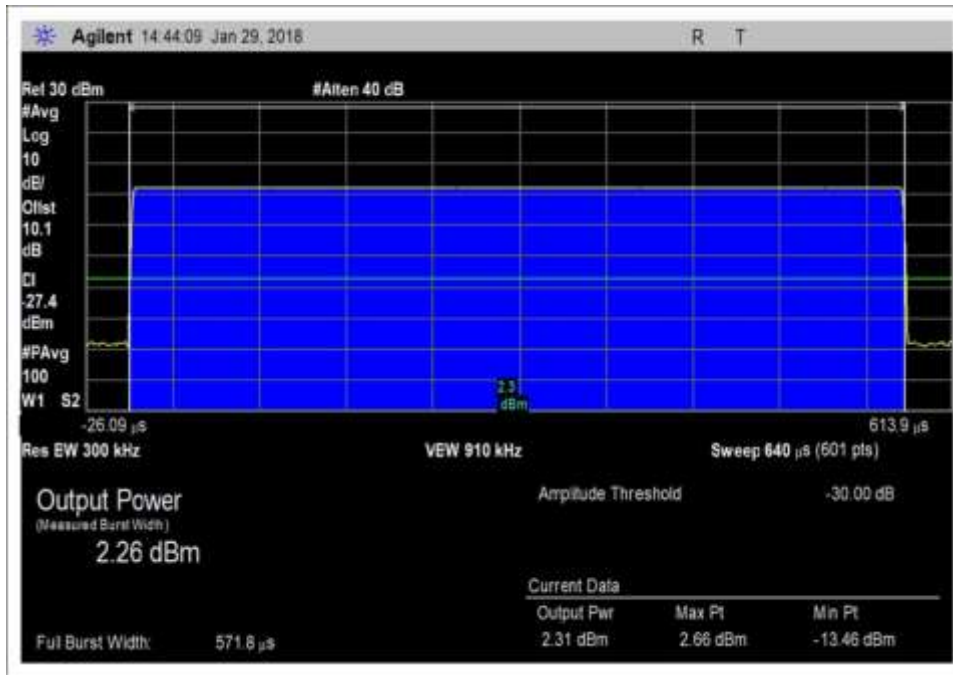 Agilent 14:44:09 Jan 29, 2018 R T
Ref 30 dBm #Atten 40 dB
#Avg
Log
10
dB/
Offst
10.1
dB
DI
-27.4
dBm
#PAvg
100
W1 S2
2.3
dBm
-26.09 µs 613.9 µs
Res BW 300 kHz VBW 910 kHz Sweep 640 µs (601 pts)
Output Power Amplitude Threshold -30.00 dB
(Measured Burst Width)
2.26 dBm
Current Data
Output Pwr Max Pt Min Pt
Full Burst Width: 571.8 µs 2.31 dBm 2.66 dBm -13.46 dBm